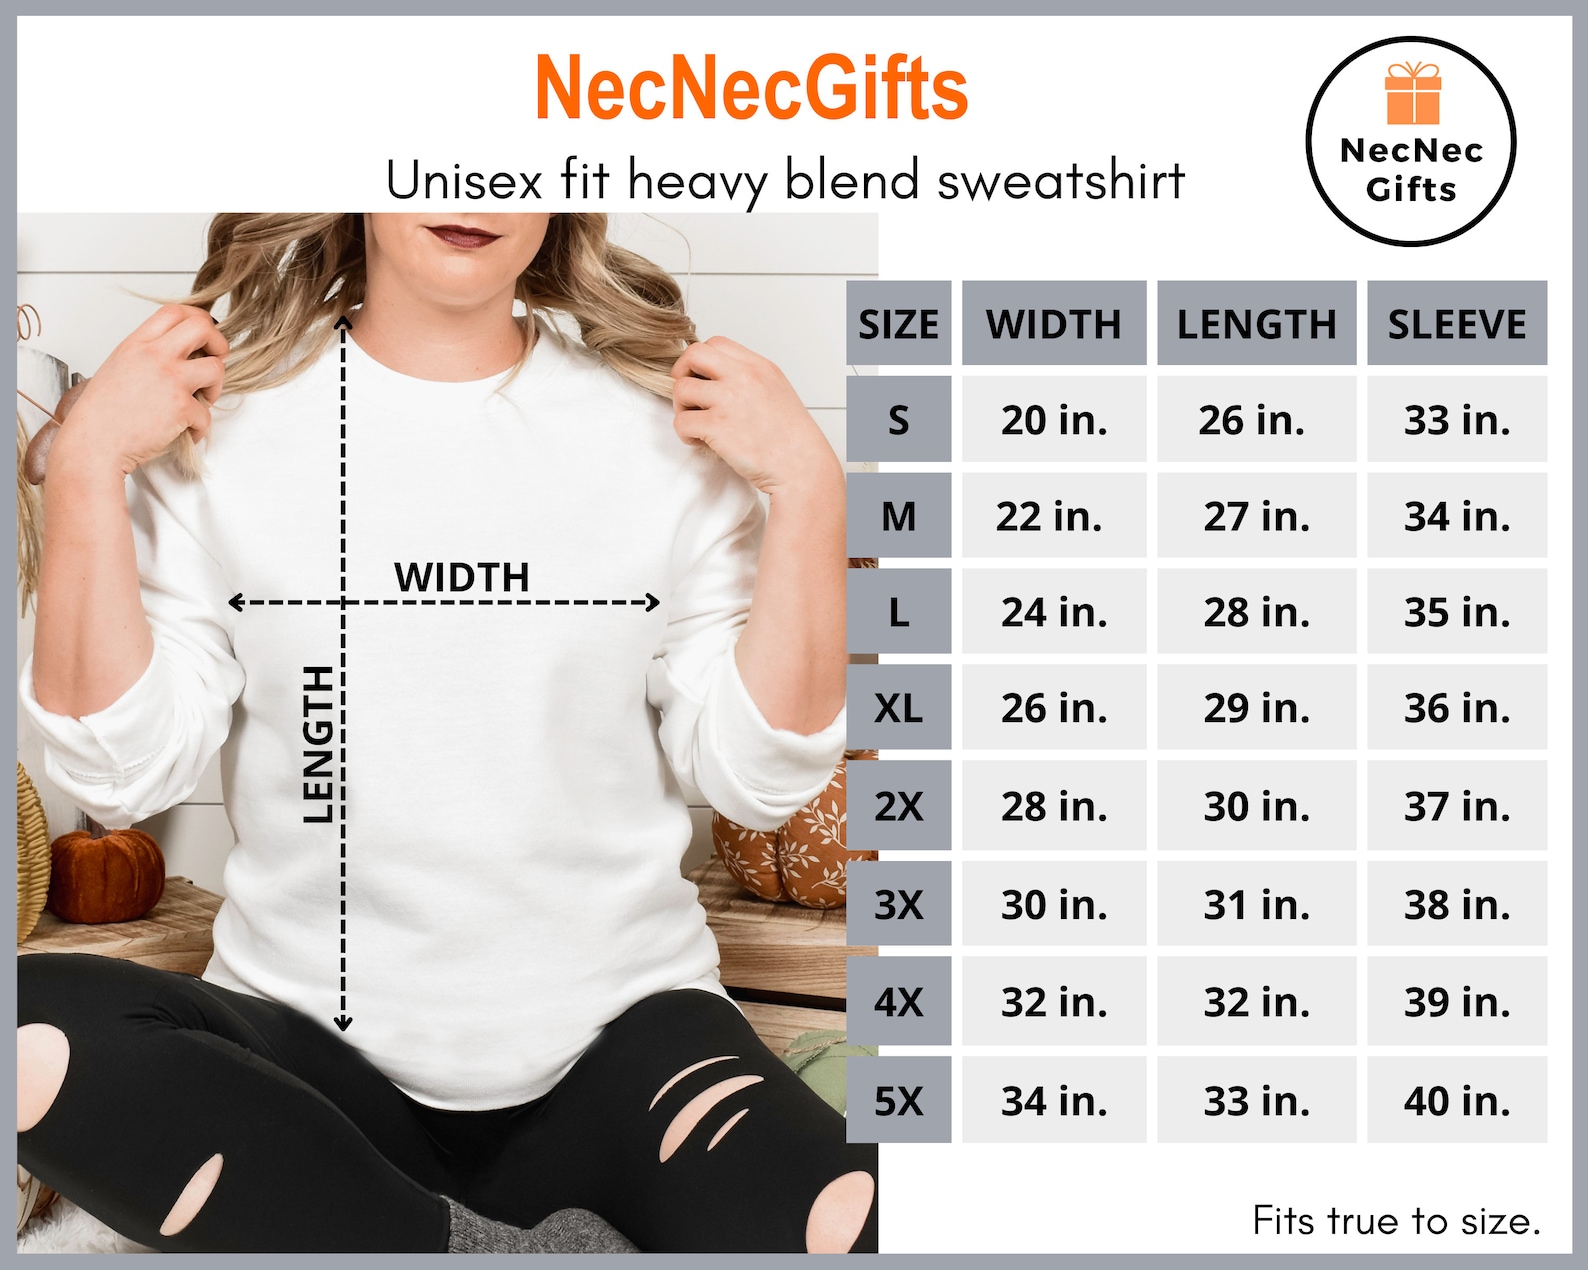 NecNecGifts
Unisex fit heavy blend sweatshirt
NecNec
Gifts
WIDTH
LENGTH
SIZE WIDTH LENGTH SLEEVE
S 20 in. 26 in. 33 in.
M 22 in. 27 in. 34 in.
L 24 in. 28 in. 35 in.
XL 26 in. 29 in. 36 in.
2X 28 in. 30 in. 37 in.
3X 30 in. 31 in. 38 in.
4X 32 in. 32 in. 39 in.
5X 34 in. 33 in. 40 in.
Fits true to size.